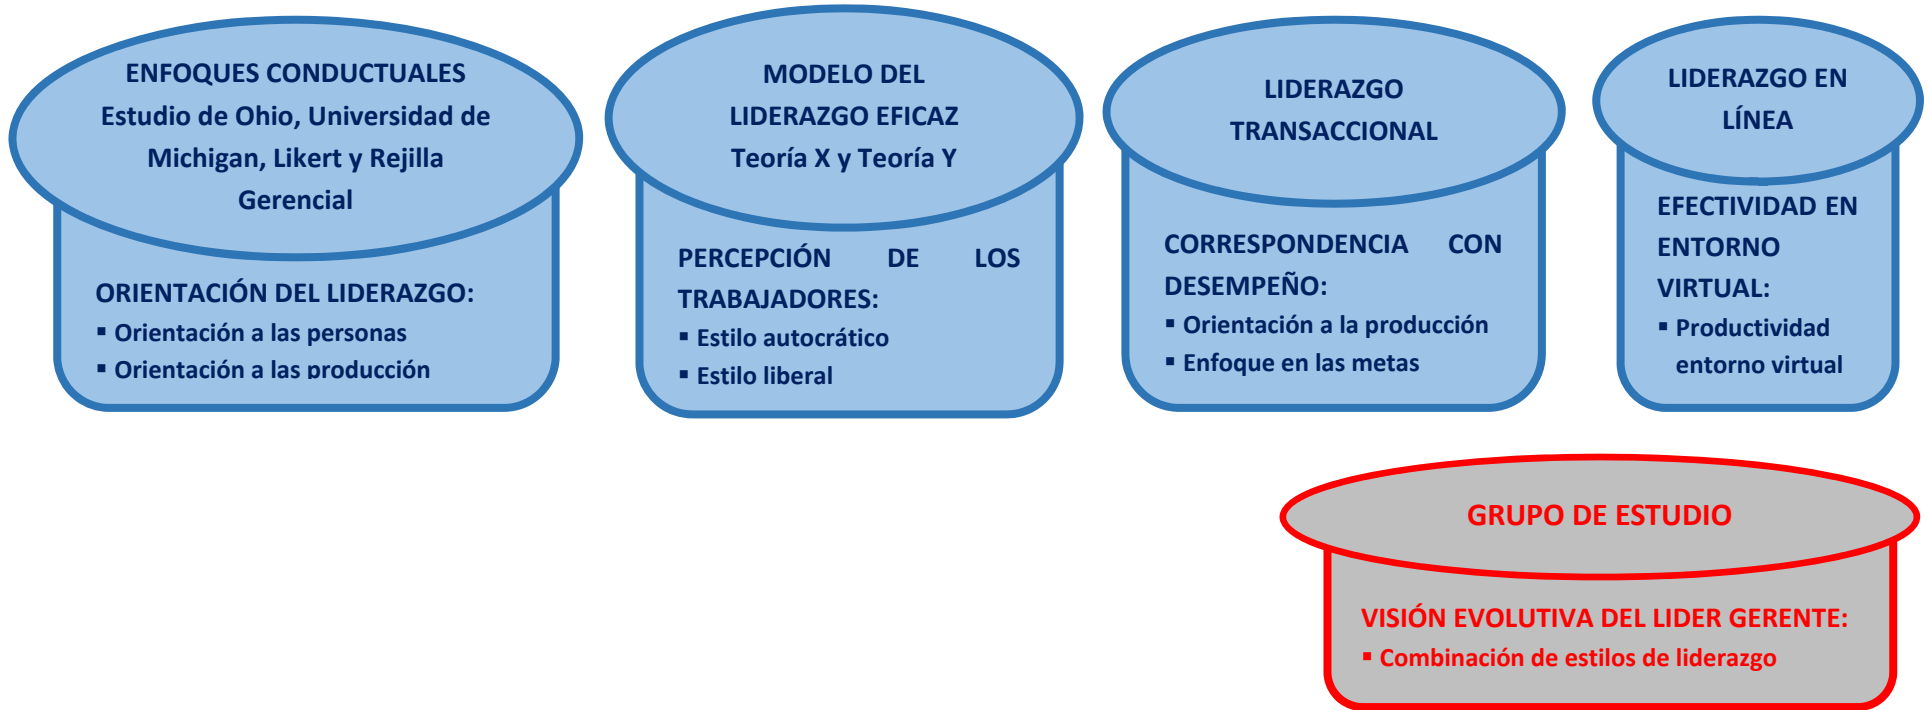 ENFOQUES CONDUCTUALES
Estudio de Ohio, Universidad de
Michigan, Likert y Rejilla
Gerencial
ORIENTACIÓN DEL LIDERAZGO:
▪ Orientación a las personas
▪ Orientación a las producción
MODELO DEL
LIDERAZGO EFICAZ
Teoría X y Teoría Y
PERCEPCIÓN DE LOS
TRABAJADORES:
▪ Estilo autocrático
▪ Estilo liberal
LIDERAZGO
TRANSACCIONAL
CORRESPONDENCIA CON
DESEMPEÑO:
▪ Orientación a la producción
▪ Enfoque en las metas
LIDERAZGO EN
LÍNEA
EFECTIVIDAD EN
ENTORNO
VIRTUAL:
▪ Productividad
entorno virtual
GRUPO DE ESTUDIO
VISIÓN EVOLUTIVA DEL LIDER GERENTE:
▪ Combinación de estilos de liderazgo